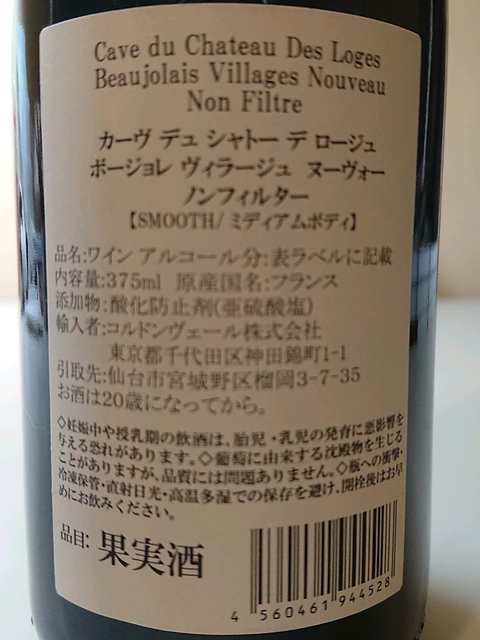 Cave du Chateau Des Loges
Beaujolais Villages Nouveau
Non Filtre
カーヴ デュ シャトー デ ロージュ
ボージョレ ヴィラージュ ヌーヴォー
ノンフィルター
【SMOOTH/ミディアムボディ】
品名:ワイン アルコール分:表ラベルに記載
内容量:375ml 原産国名:フランス
添加物:酸化防止剤(亜硫酸塩)
輸入者:コルドンヴェール株式会社
東京都千代田区神田錦町1-1
引取先:仙台市宮城野区榴岡3-7-35
お酒は20歳になってから。
◇妊娠中や授乳期の飲酒は、胎児・乳児の発育に悪影響を
与える恐れがあります。◇葡萄に由来する沈殿物を生じる
ことがありますが、品質には問題ありません。◇瓶への衝撃・
冷凍保管・直射日光・高温多湿での保存を避け、開栓後はお早
めにお飲みください。
品目: 果実酒
4 560461 944528